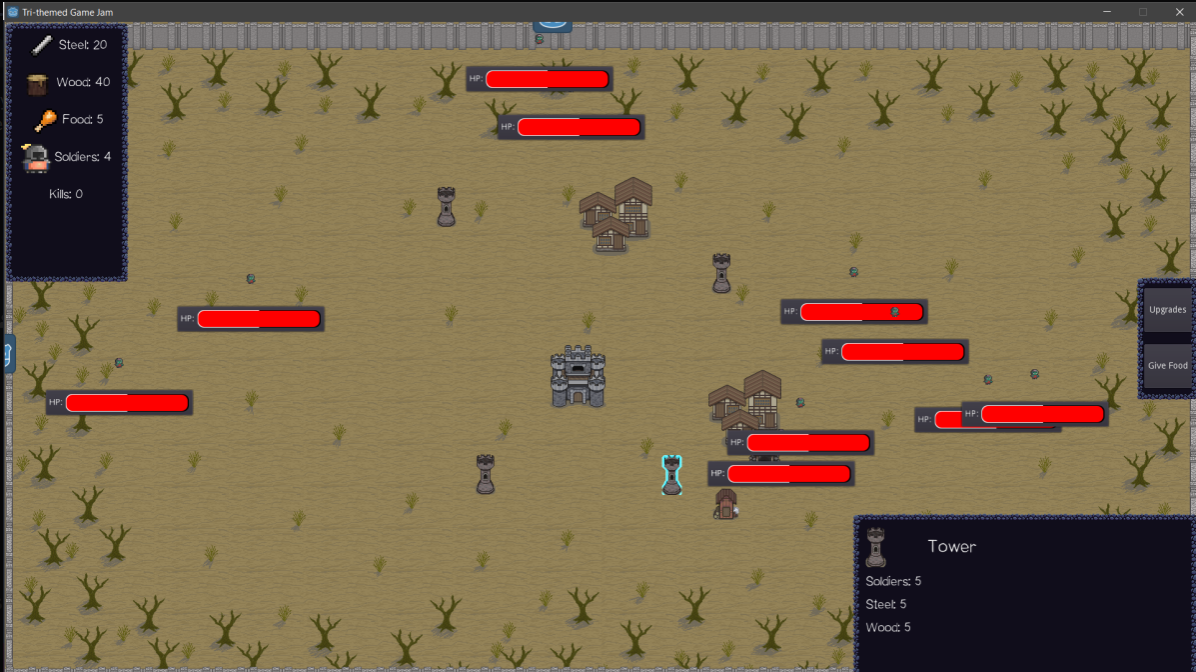 Tri-themed Game Jam
Steel: 20
Wood: 40
Food: 5
Soldiers: 4
Kills: 0
HP:
HP:
HP:
HP:
HP:
HP:
HP:
HP:
HP:
HP:
Upgrades
Give Food
Tower
Soldiers: 5
Steel: 5
Wood: 5